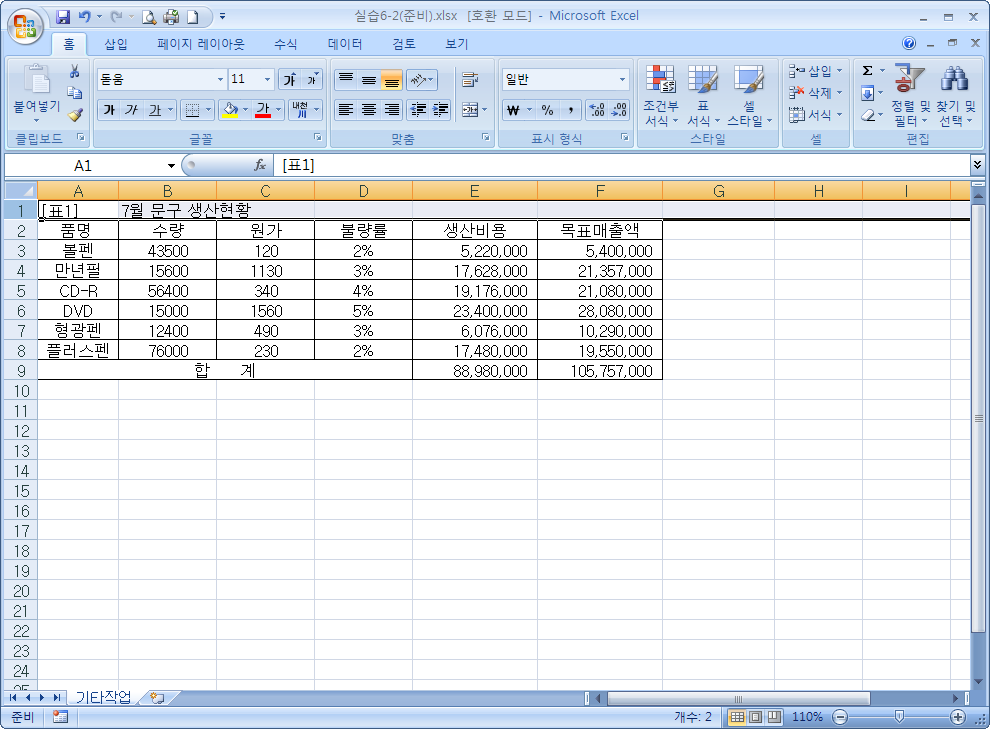 실습6-2(준비).xlsx [호환 모드] - Microsoft Excel
홈 삽입 페이지 레이아웃 수식 데이터 검토 보기
붙여넣기
클립보드
돋움 11 가 가
가 가 가 가 내천
글꼴
맞춤
일반
₩ % , .00 .00
표시 형식
조건부 서식
표 서식
셀 스타일
스타일
삽입
삭제
서식
셀
Σ
정렬 및 필터
찾기 및 선택
편집
A1 fx [표1]
A B C D E F G H I
1 [표1] 7월 문구 생산현황
2 품명 수량 원가 불량률 생산비용 목표매출액
3 볼펜 43500 120 2% 5,220,000 5,400,000
4 만년필 15600 1130 3% 17,628,000 21,357,000
5 CD-R 56400 340 4% 19,176,000 21,080,000
6 DVD 15000 1560 5% 23,400,000 28,080,000
7 형광펜 12400 490 3% 6,076,000 10,290,000
8 플러스펜 76000 230 2% 17,480,000 19,550,000
9 합 계 88,980,000 105,757,000
10
11
12
13
14
15
16
17
18
19
20
21
22
23
24
25
기타작업
준비 개수: 2 110%